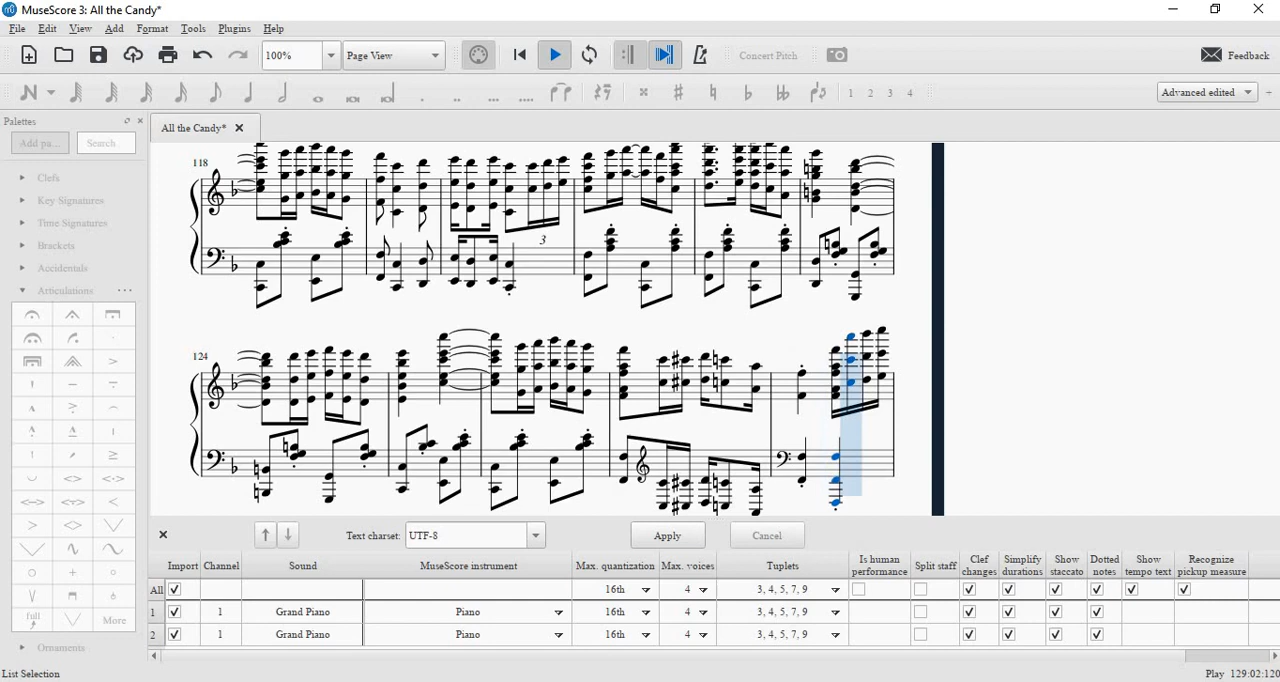 MuseScore 3: All the Candy*
File Edit View Add Format Tools Plugins Help
100% Page View Concert Pitch Feedback
1 2 3 4 Advanced edited
Palettes
All the Candy*
Add pa... Search
Clefs
Key Signatures
Time Signatures
Brackets
Accidentals
Articulations
full
More
Ornaments
118
3
124
Text charset: UTF-8 Apply Cancel
Import Channel Sound MuseScore instrument Max. quantization Max. voices Tuplets Is human performance Split staff Clef changes Simplify durations Show staccato Dotted notes Show tempo text Recognize pickup measure
All 16th 4 3, 4, 5, 7, 9
1 1 Grand Piano Piano 16th 4 3, 4, 5, 7, 9
2 1 Grand Piano Piano 16th 4 3, 4, 5, 7, 9
List Selection Play 129:02:120